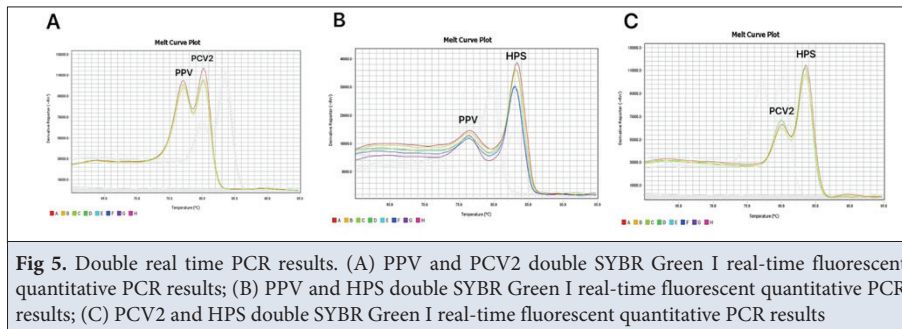 A
B
C
Melt Curve Plot
Melt Curve Plot
Melt Curve Plot
PPV
PCV2
PPV
HPS
PCV2
HPS
Temperature (°C)
Temperature (°C)
Temperature (°C)
A B C D E F G H
A B C D E F G H
A B C D E F G H
Fig 5. Double real time PCR results. (A) PPV and PCV2 double SYBR Green I real-time fluorescent
quantitative PCR results; (B) PPV and HPS double SYBR Green I real-time fluorescent quantitative PCR
results; (C) PCV2 and HPS double SYBR Green I real-time fluorescent quantitative PCR results